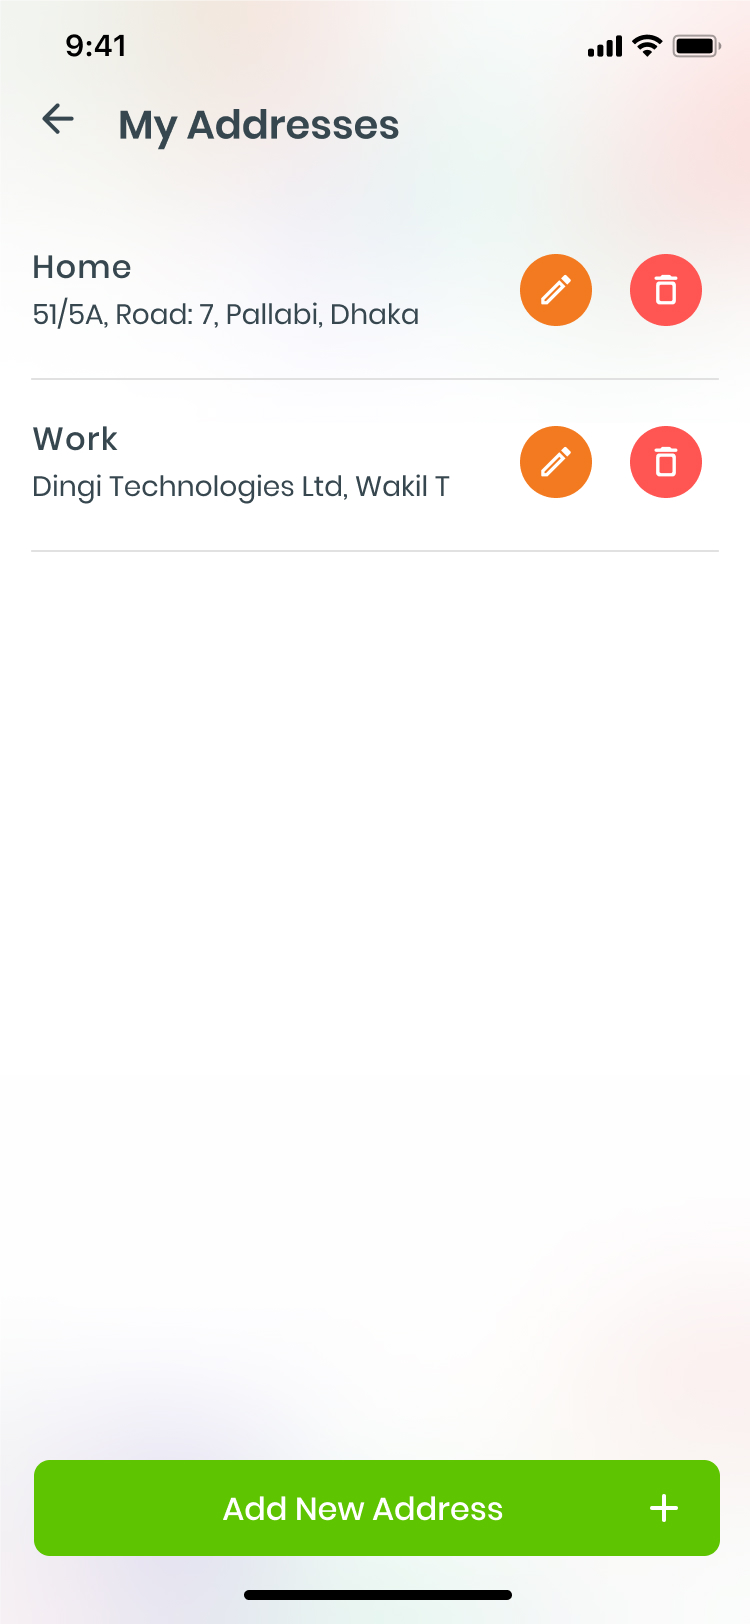 9:41
My Addresses
Home
51/5A, Road: 7, Pallabi, Dhaka
Work
Dingi Technologies Ltd, Wakil T
Add New Address